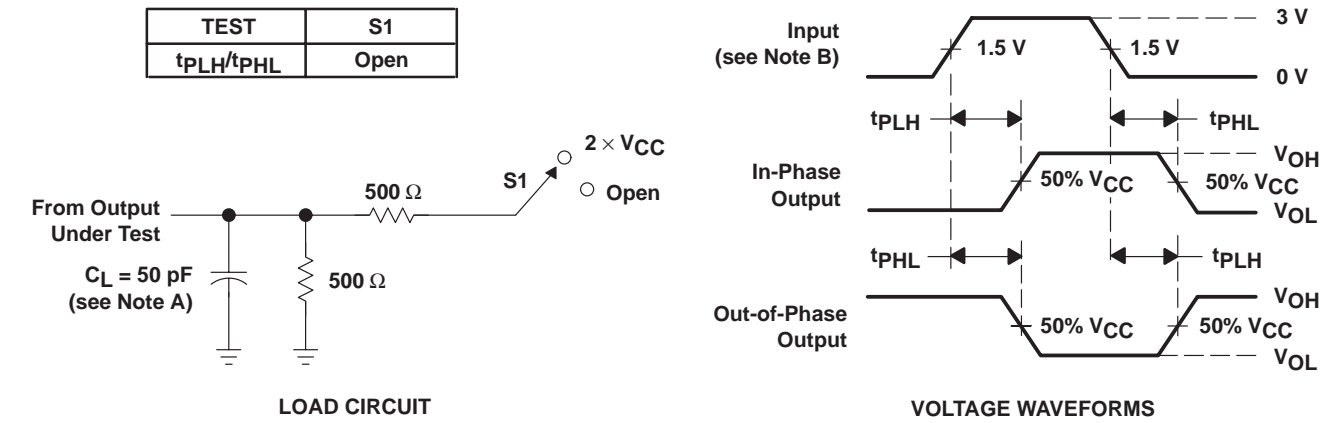 TEST S1
tPLH/tPHL Open
2 × VCC
S1
Open
500 Ω
From Output
Under Test
CL = 50 pF
(see Note A)
500 Ω
LOAD CIRCUIT
Input
(see Note B)
1.5 V 1.5 V
3 V
0 V
tPLH tPHL
In-Phase
Output
50% VCC 50% VCC
VOH
VOL
tPHL tPLH
Out-of-Phase
Output
50% VCC 50% VCC
VOH
VOL
VOLTAGE WAVEFORMS